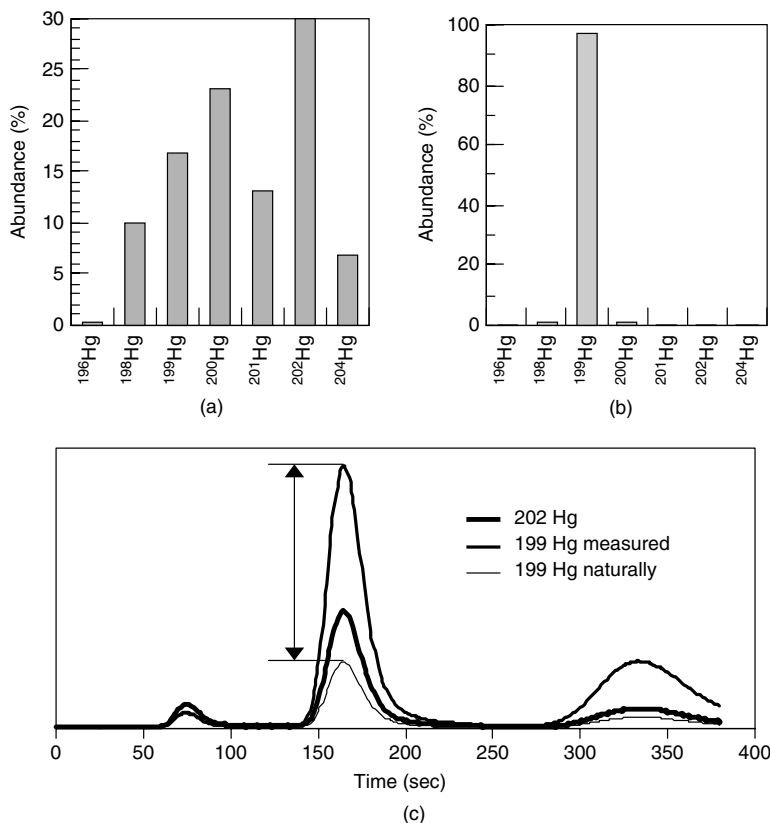 30
25
20
15
10
5
0
Abundance (%)
196Hg
198Hg
199Hg
200Hg
201Hg
202Hg
204Hg
(a)
100
80
60
40
20
0
Abundance (%)
196Hg
198Hg
199Hg
200Hg
201Hg
202Hg
204Hg
(b)
202 Hg
199 Hg measured
199 Hg naturally
0 50 100 150 200 250 300 350 400
Time (sec)
(c)